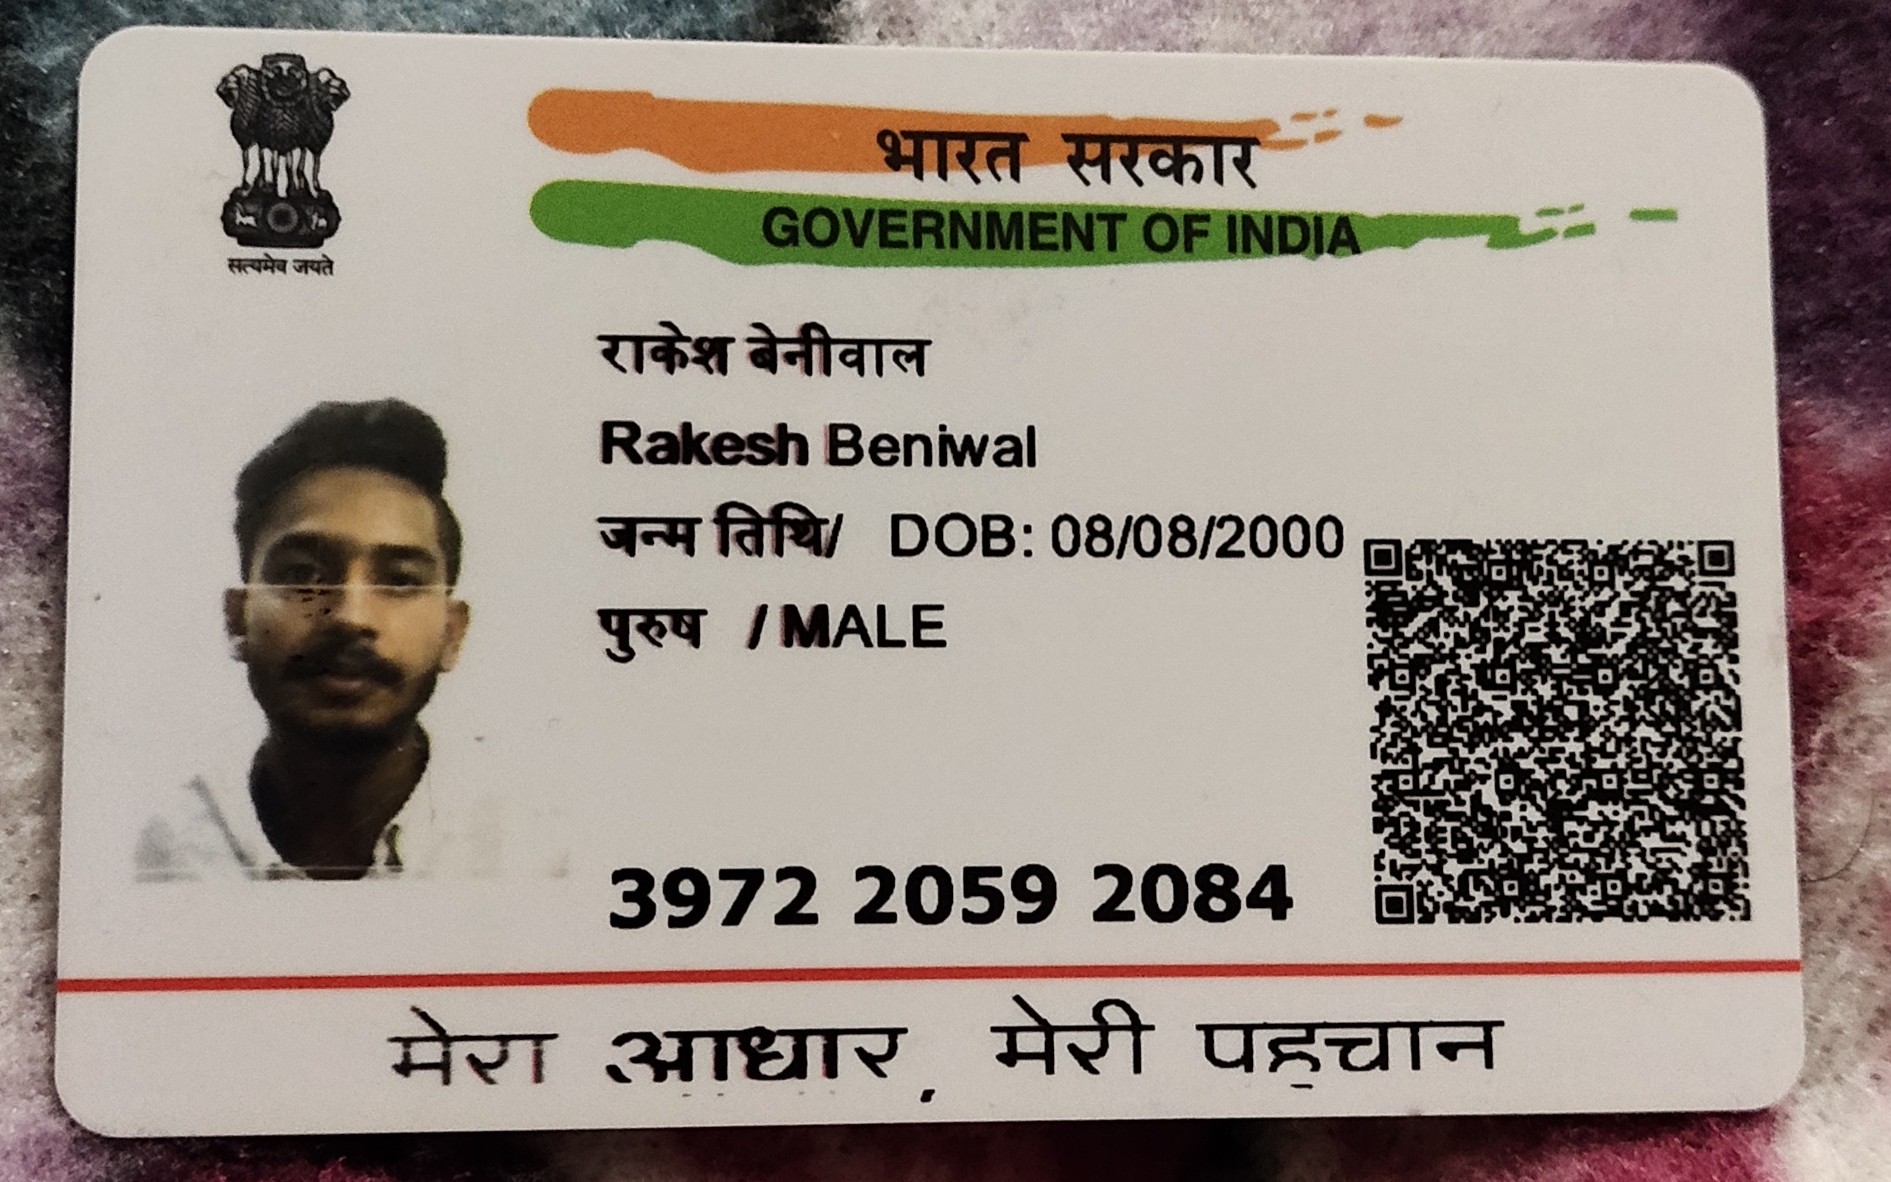 भारत सरकार
GOVERNMENT OF INDIA
सत्यमेव जयते
राकेश बेनीवाल
Rakesh Beniwal
जन्म तिथि/ DOB: 08/08/2000
पुरुष / MALE
3972 2059 2084
मेरा आधार, मेरी पहचान